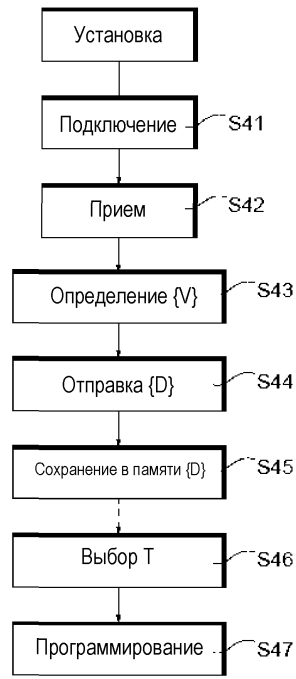 Установка
Подключение S41
Прием S42
Определение {V} S43
Отправка {D} S44
Сохранение в памяти {D} S45
Выбор T S46
Программирование S47